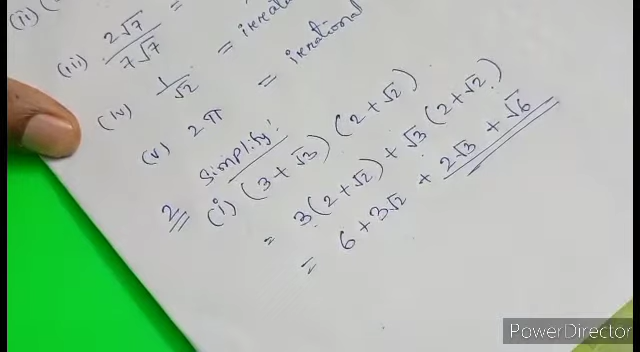 (ii)
(iii) 2√7 / 7√7 =
(iv) 1/√2 = irrational
(v) 2π = irrational
2 Simplify:
(i) (3+√3) (2+√2)
= 3(2+√2) + √3 (2+√2)
= 6+3√2 + 2√3 + √6
PowerDirector